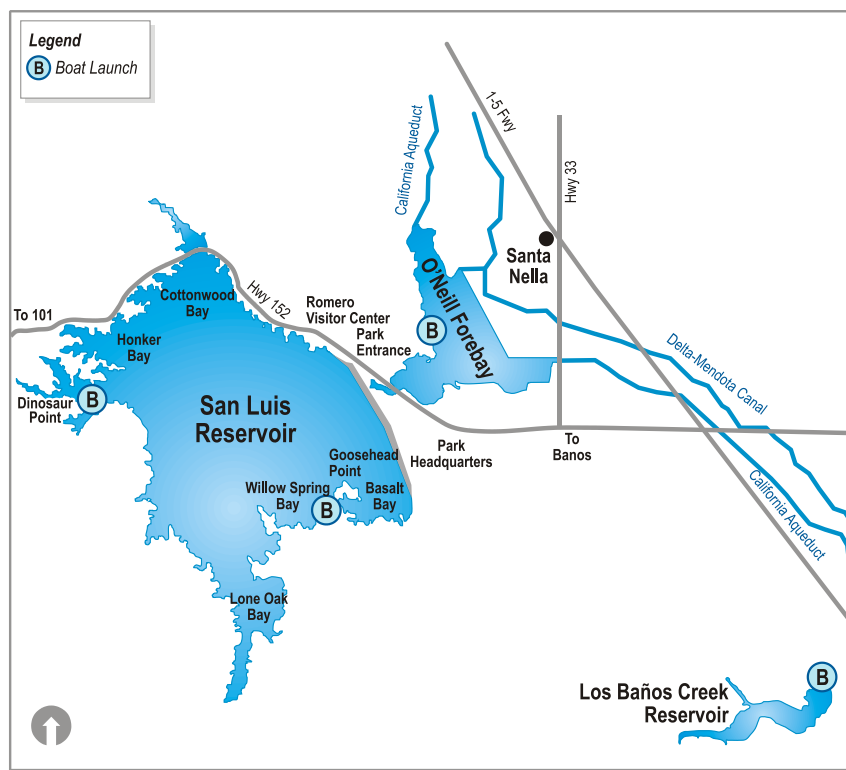 Legend
B Boat Launch
1-5 Fwy
California Aqueduct
Hwy 33
Santa
Nella
O'Neill Forebay
Cottonwood
Bay
Hwy 152
Romero
Visitor Center
Park
Entrance
B
To 101
Honker
Bay
Delta-Mendota Canal
Dinosaur
Point
B
San Luis
Reservoir
Goosehead
Point
Park
Headquarters
To
Banos
Willow Spring
Bay
B
Basalt
Bay
California Aqueduct
Lone Oak
Bay
B
Los Baños Creek
Reservoir